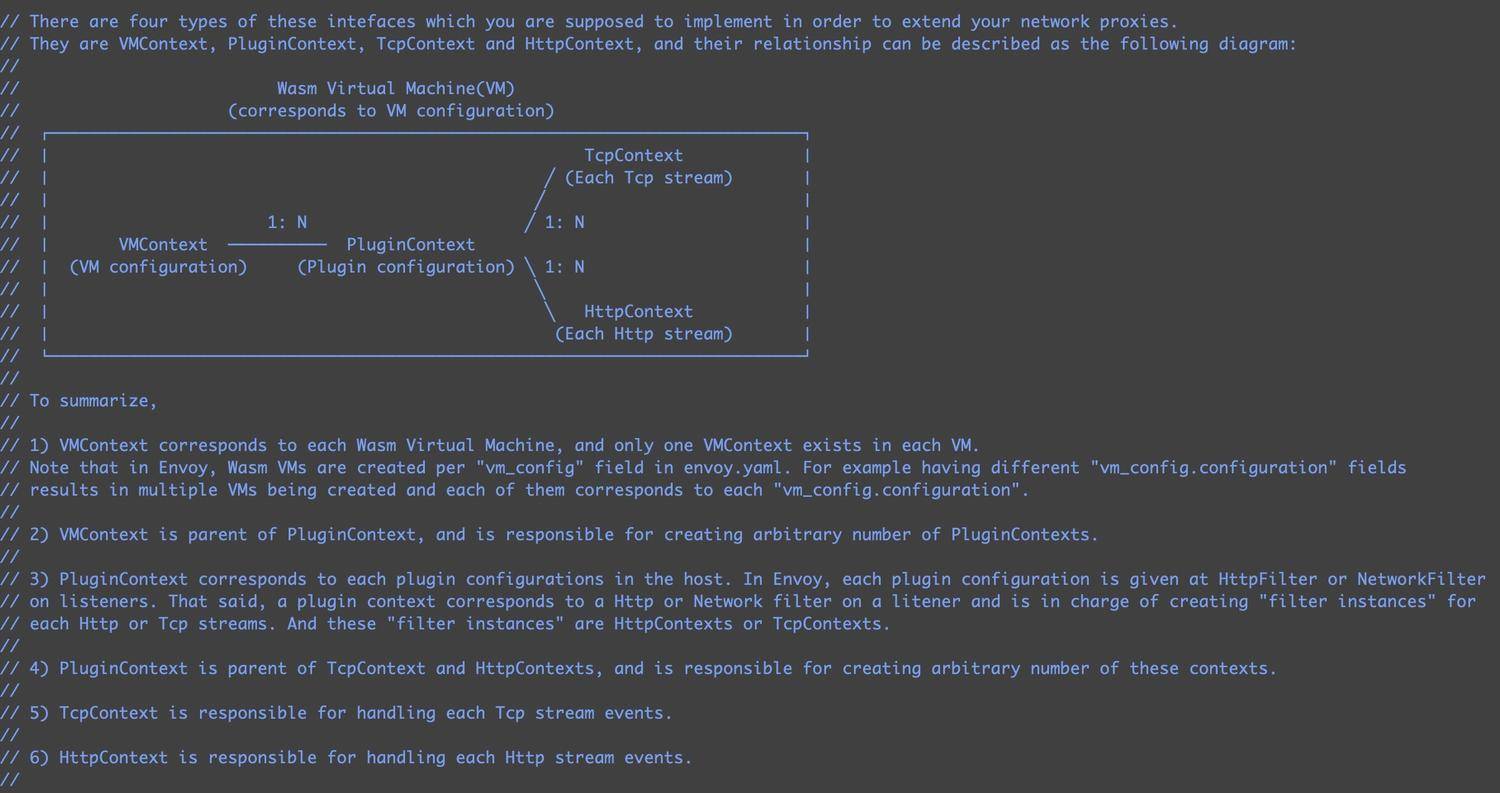 // There are four types of these intefaces which you are supposed to implement in order to extend your network proxies.
// They are VMContext, PluginContext, TcpContext and HttpContext, and their relationship can be described as the following diagram:
//
//                          Wasm Virtual Machine(VM)
//                     (corresponds to VM configuration)
//  ┌────────────────────────────────────────────────────────────────────────────┐
//  |                                                      TcpContext            |
//  |                                                  ╱ (Each Tcp stream)       |
//  |                                                 ╱                          |
//  |                      1: N                      ╱ 1: N                      |
//  |       VMContext  ──────────  PluginContext                                 |
//  |  (VM configuration)     (Plugin configuration) ╲ 1: N                      |
//  |                                                 ╲                          |
//  |                                                  ╲   HttpContext           |
//  |                                                   (Each Http stream)       |
//  └────────────────────────────────────────────────────────────────────────────┘
//
// To summarize,
//
// 1) VMContext corresponds to each Wasm Virtual Machine, and only one VMContext exists in each VM.
// Note that in Envoy, Wasm VMs are created per "vm_config" field in envoy.yaml. For example having different "vm_config.configuration" fields
// results in multiple VMs being created and each of them corresponds to each "vm_config.configuration".
//
// 2) VMContext is parent of PluginContext, and is responsible for creating arbitrary number of PluginContexts.
//
// 3) PluginContext corresponds to each plugin configurations in the host. In Envoy, each plugin configuration is given at HttpFilter or NetworkFilter
// on listeners. That said, a plugin context corresponds to a Http or Network filter on a litener and is in charge of creating "filter instances" for
// each Http or Tcp streams. And these "filter instances" are HttpContexts or TcpContexts.
//
// 4) PluginContext is parent of TcpContext and HttpContexts, and is responsible for creating arbitrary number of these contexts.
//
// 5) TcpContext is responsible for handling each Tcp stream events.
//
// 6) HttpContext is responsible for handling each Http stream events.
//